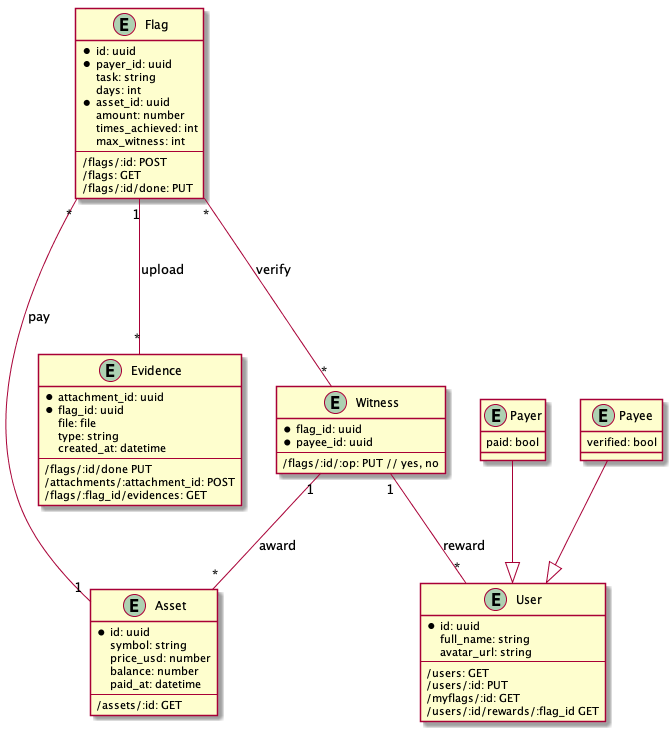 E Flag
id: uuid
payer_id: uuid
task: string
days: int
asset_id: uuid
amount: number
times_achieved: int
max_witness: int
/flags/:id: POST
/flags: GET
/flags/:id/done: PUT
* 1 *
upload
verify
pay
* *
E Evidence
attachment_id: uuid
flag_id: uuid
file: file
type: string
created_at: datetime
/flags/:id/done PUT
/attachments/:attachment_id: POST
/flags/:flag_id/evidences: GET
E Witness
flag_id: uuid
payee_id: uuid
/flags/:id/:op: PUT // yes, no
E Payer
paid: bool
E Payee
verified: bool
1 1
award
reward
1 * *
E Asset
id: uuid
symbol: string
price_usd: number
balance: number
paid_at: datetime
/assets/:id: GET
E User
id: uuid
full_name: string
avatar_url: string
/users: GET
/users/:id: PUT
/myflags/:id: GET
/users/:id/rewards/:flag_id GET